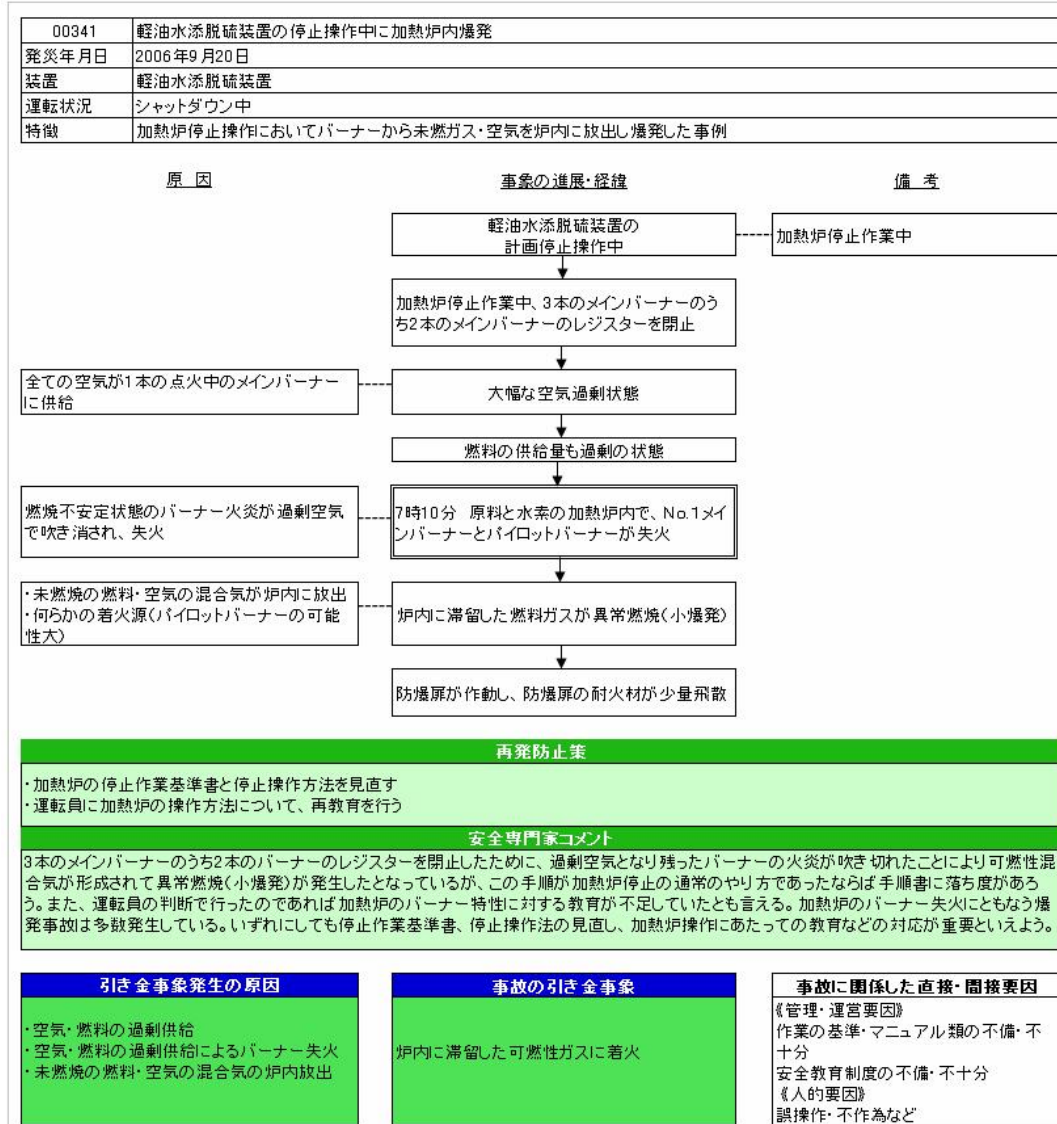 00341 軽油水添脱硫装置の停止操作中に加熱炉内爆発
発災年月日 2006年9月20日
装置 軽油水添脱硫装置
運転状況 シャットダウン中
特徴 加熱炉停止操作においてバーナーから未燃ガス・空気を炉内に放出し爆発した事例
原 因
事象の進展・経緯
備 考
軽油水添脱硫装置の
計画停止操作中
加熱炉停止作業中
加熱炉停止作業中、3本のメインバーナーのう
ち2本のメインバーナーのレジスターを閉止
全ての空気が1本の点火中のメインバーナー
に供給
大幅な空気過剰状態
燃料の供給量も過剰の状態
燃焼不安定状態のバーナー火炎が過剰空気
で吹き消され、失火
7時10分 原料と水素の加熱炉内で、No.1メイ
ンバーナーとパイロットバーナーが失火
・未燃焼の燃料・空気の混合気が炉内に放出
・何らかの着火源(パイロットバーナーの可能
性大)
炉内に滞留した燃料ガスが異常燃焼(小爆発)
防爆扉が作動し、防爆扉の耐火材が少量飛散
再発防止策
・加熱炉の停止作業基準書と停止操作方法を見直す
・運転員に加熱炉の操作方法について、再教育を行う
安全専門家コメント
3本のメインバーナーのうち2本のバーナーのレジスターを閉止したために、過剰空気となり残ったバーナーの火炎が吹き切れたことにより可燃性混
合気が形成されて異常燃焼(小爆発)が発生したとなっているが、この手順が加熱炉停止の通常のやり方であったならば手順書に落ち度があろ
う。また、運転員の判断で行ったのであれば加熱炉のバーナー特性に対する教育が不足していたとも言える。加熱炉のバーナー失火にともなう爆
発事故は多数発生している。いずれにしても停止作業基準書、停止操作法の見直し、加熱炉操作にあたっての教育などの対応が重要といえよう。
引き金事象発生の原因
・空気・燃料の過剰供給
・空気・燃料の過剰供給によるバーナー失火
・未燃焼の燃料・空気の混合気の炉内放出
事故の引き金事象
炉内に滞留した可燃性ガスに着火
事故に関係した直接・間接要因
《管理・運営要因》
作業の基準・マニュアル類の不備・不
十分
安全教育制度の不備・不十分
《人的要因》
誤操作・不作為など